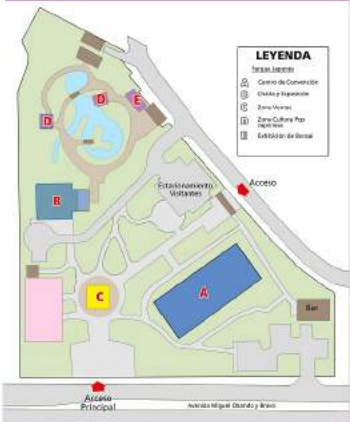 LEYENDA
Parque Japonés
A Centro de Convención
B Charla y Exposición
C Zona Ventas
D Zona Cultura Pop
Japonesa
E Exhibición de Bonsai
D
E
D
Estacionamiento
Visitantes
Acceso
B
C
A
Bar
Acceso
Principal
Avenida Miguel Obando y Bravo